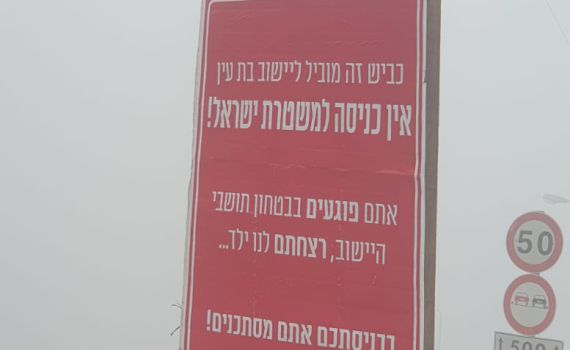 כביש זה מוביל ליישוב בת עין
אין כניסה למשטרת ישראל!
אתם פוגעים בבטחון תושבי
היישוב, רצחתם לנו ילד...
בכניסתכם אתם מסתכנים!
50
↑500↑